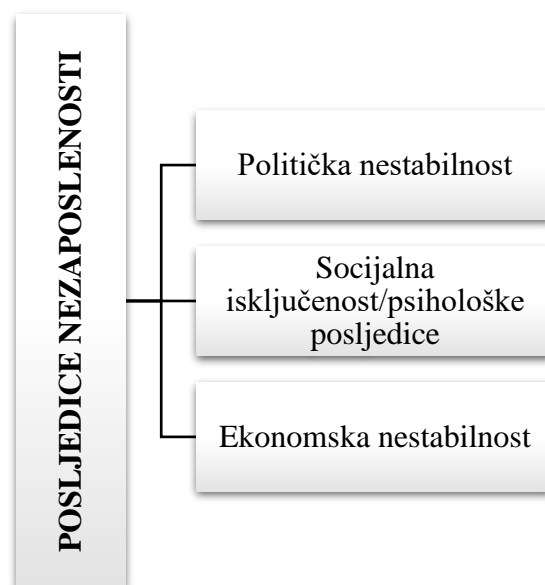 POSLJEDICE NEZAPOSLENOSTI
Politička nestabilnost
Socijalna
isključenost/psihološke
posljedice
Ekonomska nestabilnost